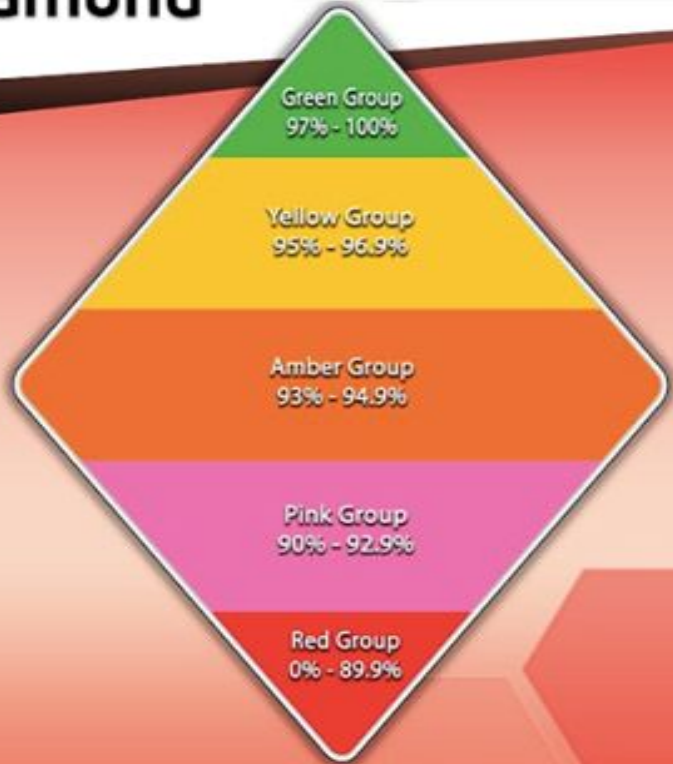 Green Group
97% - 100%
Yellow Group
95% - 96.9%
Amber Group
93% - 94.9%
Pink Group
90% - 92.9%
Red Group
0% - 89.9%